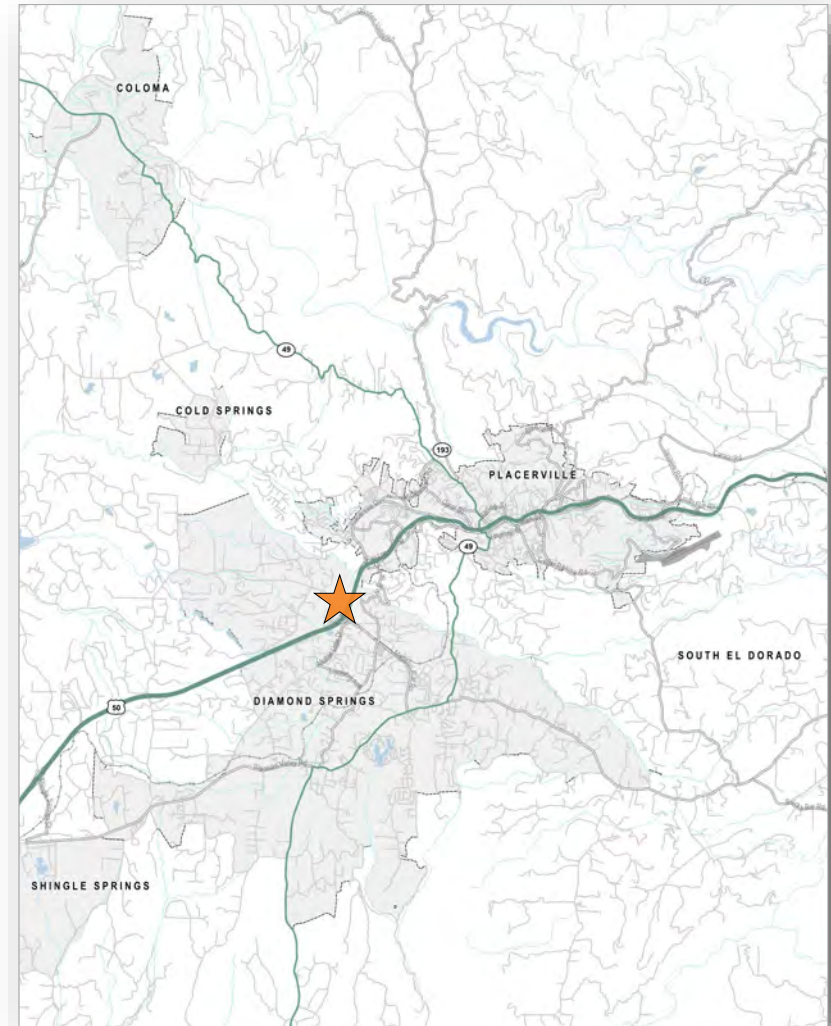 COLOMA
49
COLD SPRINGS
193
PLACERVILLE
49
SOUTH EL DORADO
DIAMOND SPRINGS
50
SHINGLE SPRINGS